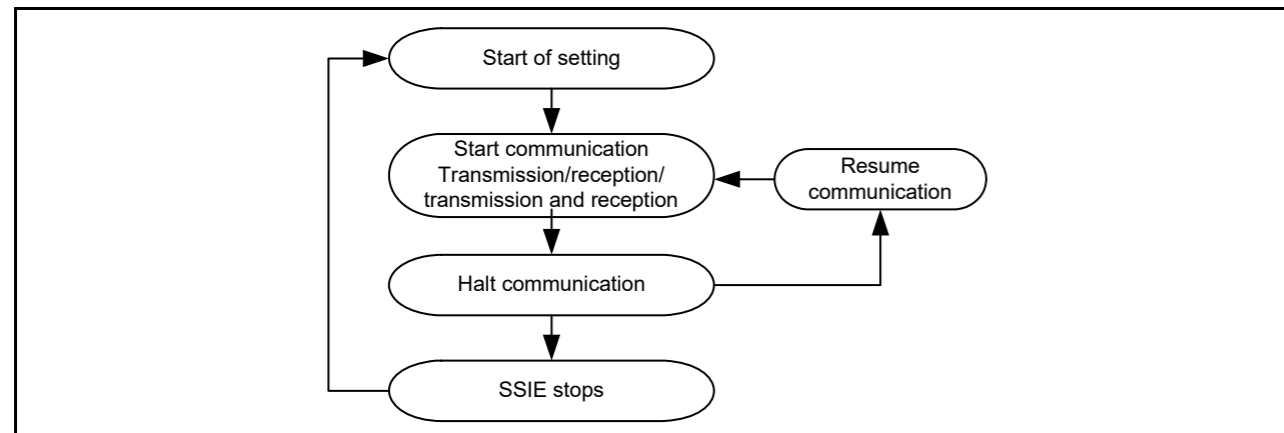 Start of setting
Start communication
Transmission/reception/
transmission and reception
Resume
communication
Halt communication
SSIE stops